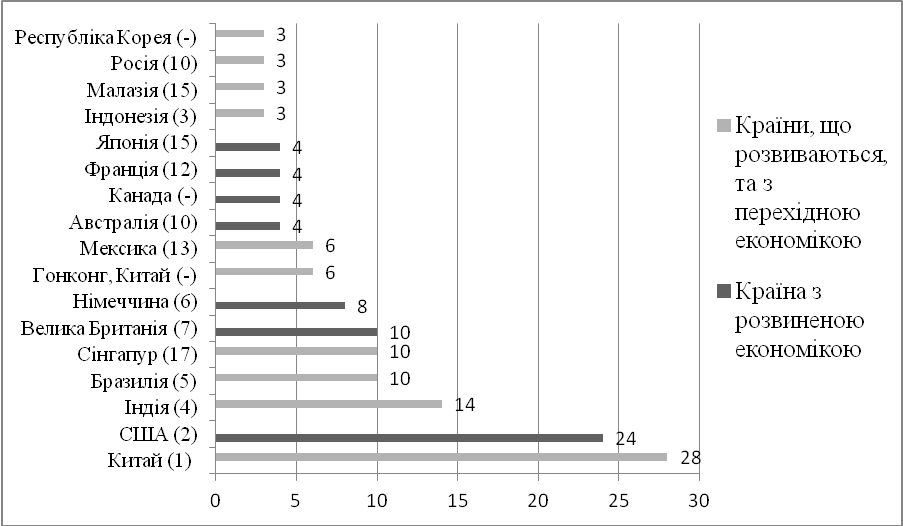 Республіка Корея (-) 3
Росія (10) 3
Малазія (15) 3
Індонезія (3) 3
Японія (15) 4
Франція (12) 4
Канада (-) 4
Австралія (10) 4
Мексика (13) 6
Гонконг, Китай (-) 6
Німеччина (6) 8
Велика Британія (7) 10
Сінгапур (17) 10
Бразилія (5) 10
Індія (4) 14
США (2) 24
Китай (1) 28
0 5 10 15 20 25 30
Країни, що
розвиваються,
та з
перехідною
економікою
Країна з
розвиненою
економікою